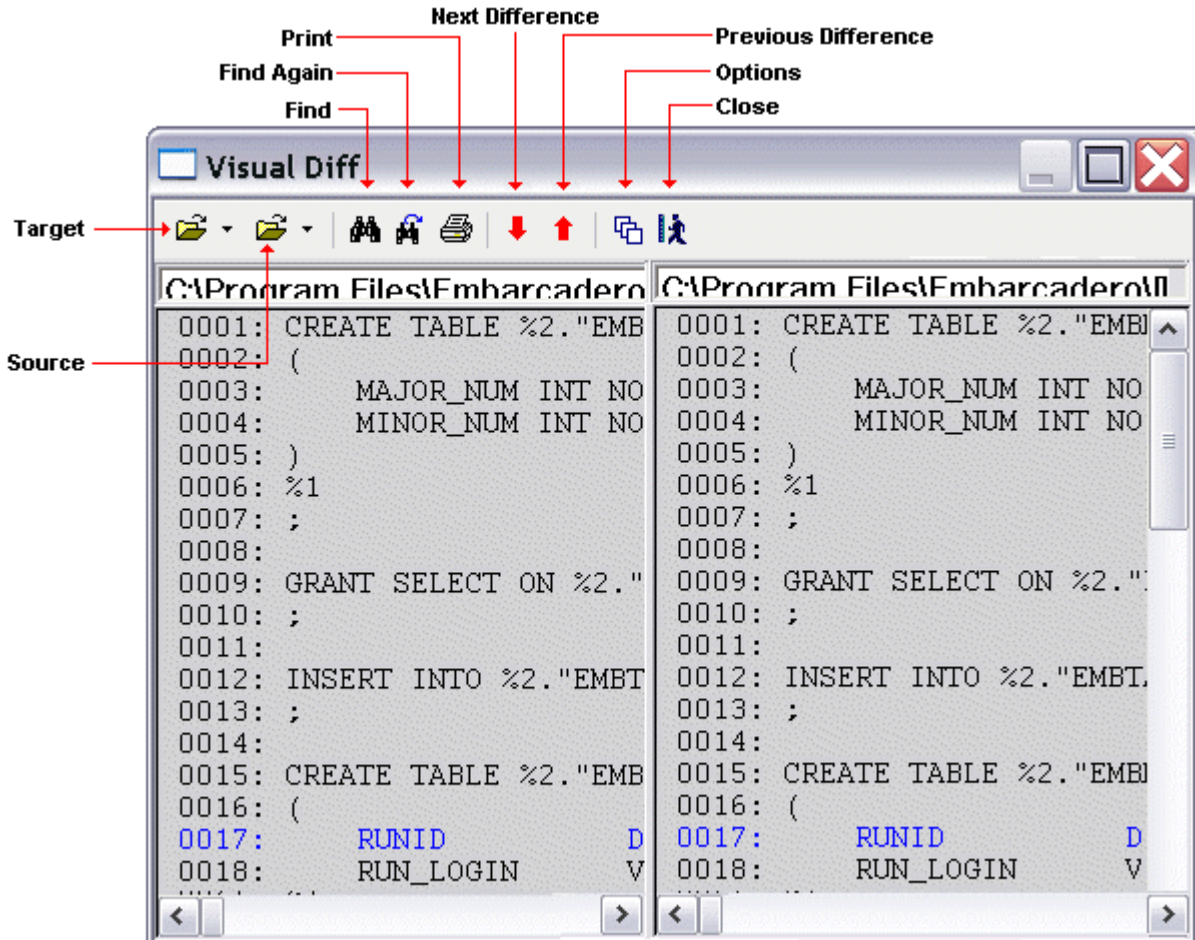 Next Difference
Print
Previous Difference
Find Again
Options
Find
Close
Visual Diff
Target
Source
C:\Program Files\Embarcadero
0001: CREATE TABLE %2."EMB
0002: (
0003:     MAJOR_NUM INT NO
0004:     MINOR_NUM INT NO
0005: )
0006: %1
0007: ;
0008:
0009: GRANT SELECT ON %2."
0010: ;
0011:
0012: INSERT INTO %2."EMBT
0013: ;
0014:
0015: CREATE TABLE %2."EMB
0016: (
0017:     RUNID          D
0018:     RUN_LOGIN      V
C:\Program Files\Embarcadero\
0001: CREATE TABLE %2."EMB
0002: (
0003:     MAJOR_NUM INT NO
0004:     MINOR_NUM INT NO
0005: )
0006: %1
0007: ;
0008:
0009: GRANT SELECT ON %2."
0010: ;
0011:
0012: INSERT INTO %2."EMBT
0013: ;
0014:
0015: CREATE TABLE %2."EMB
0016: (
0017:     RUNID          D
0018:     RUN_LOGIN      V